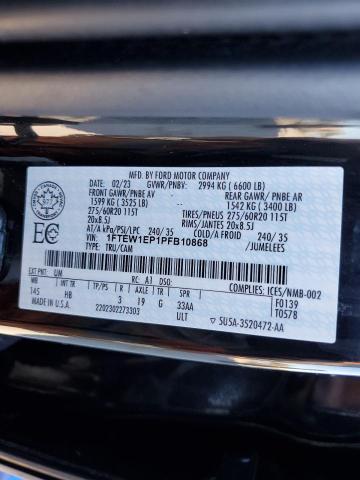 MFD. BY FORD MOTOR COMPANY
02/23 GVWR/PNBV: 2994 KG (6600 LB)
FRONT GAWR/PNBE AV REAR GAWR/PNBE AR
1599 KG (3525 LB) 1542 KG (3400 LB)
275/60R20 115T TIRES/PNEUS 275/60R20 115T
20x8.5J RIMS/JANTES 20x8.5J
AT/A kPa/PSI/LPC 240/35 COLD/A FROID 240/35
VIN: 1FTEW1EP1PFB10868 /JUMELEES
TYPE: TRU/CAM
EC
EXT PNT: UM RC: A1 DSO: COMPLIES: ICES/NMB-002
WB INT TR TP/PS R AXLE TR F0139
145 HB 3 19 G 33AA T0578
MADE IN U.S.A. 2202302273303 ULT ▽ 5U5A-3520472-AA